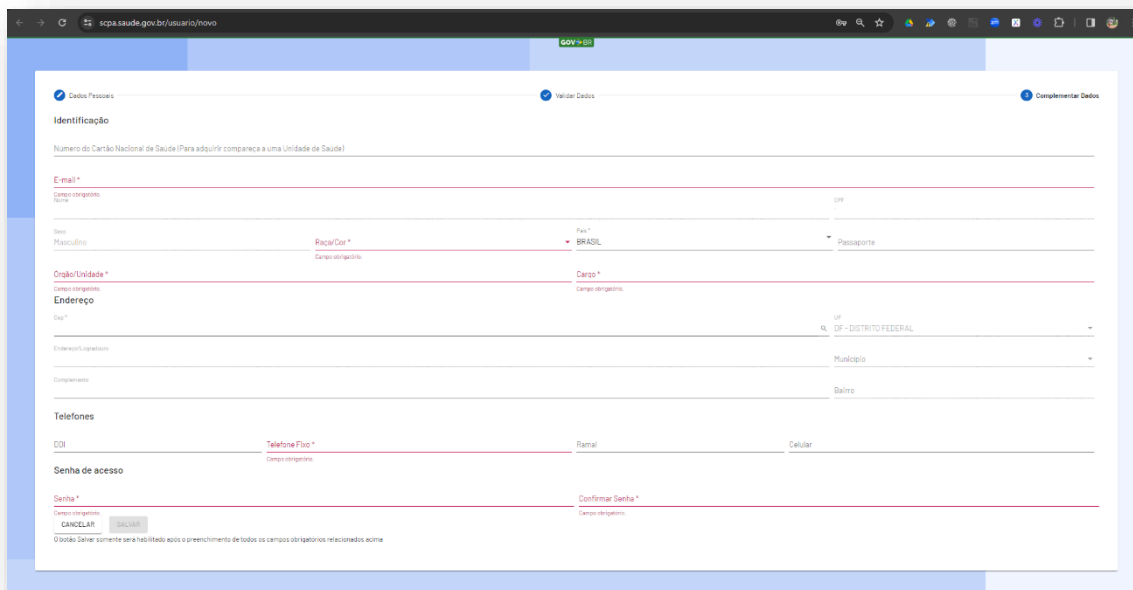 scpa.saude.gov.br/usuario/novo
GOV BR
Dados Pessoais Validar Dados 3 Complementar Dados
Identificação
Número do Cartão Nacional de Saúde (Para adquirir compareça a uma Unidade de Saúde)
E-mail *
Campo obrigatório.
Nome CPF
Sexo País *
Masculino Raça/Cor * BRASIL Passaporte
Campo obrigatório.
Órgão/Unidade * Cargo *
Campo obrigatório. Campo obrigatório.
Endereço
Cep * UF
DF - DISTRITO FEDERAL
Endereço/Logradouro
Município
Complemento
Bairro
Telefones
DDI Telefone Fixo * Ramal Celular
Campo obrigatório.
Senha de acesso
Senha * Confirmar Senha *
Campo obrigatório. Campo obrigatório.
CANCELAR SALVAR
O botão Salvar somente será habilitado após o preenchimento de todos os campos obrigatórios relacionados acima